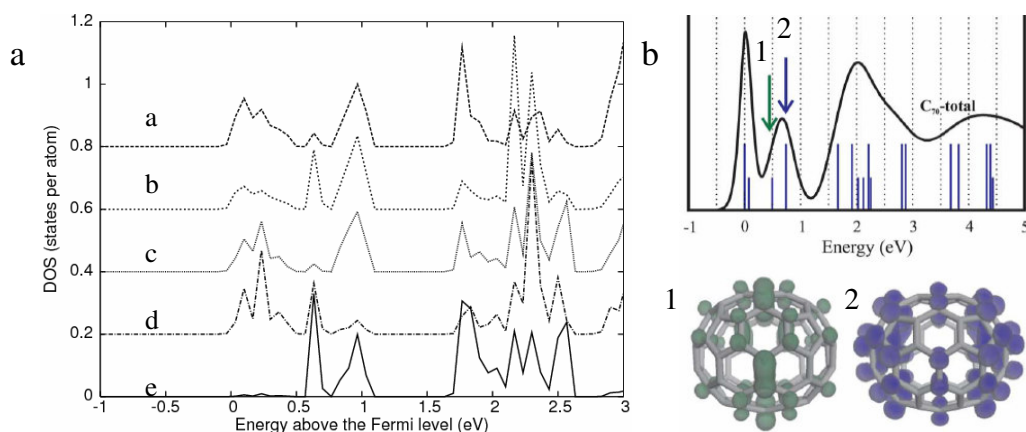 a
DOS (states per atom)
1.2
1
0.8
0.6
0.4
0.2
0
a
b
c
d
e
-1 -0.5 0 0.5 1 1.5 2 2.5 3
Energy above the Fermi level (eV)
b
1
2
C70-total
-1 0 1 2 3 4 5
Energy (eV)
1
2